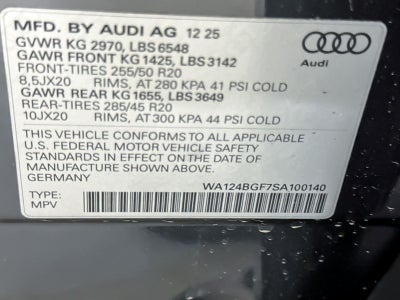 MFD. BY AUDI AG 12 25
GVWR KG 2970, LBS 6548
GAWR FRONT KG 1425, LBS 3142
FRONT-TIRES 255/50 R20
8,5JX20 RIMS, AT 280 KPA 41 PSI COLD
GAWR REAR KG 1655, LBS 3649
REAR-TIRES 285/45 R20
10JX20 RIMS, AT 300 KPA 44 PSI COLD
Audi
THIS VEHICLE CONFORMS TO ALL APPLICABLE
U.S. FEDERAL MOTOR VEHICLE SAFETY
STANDARDS IN EFFECT ON THE DATE OF
MANUFACTURE SHOWN ABOVE.
GERMANY
WA124BGF7SA100140
TYPE:
MPV